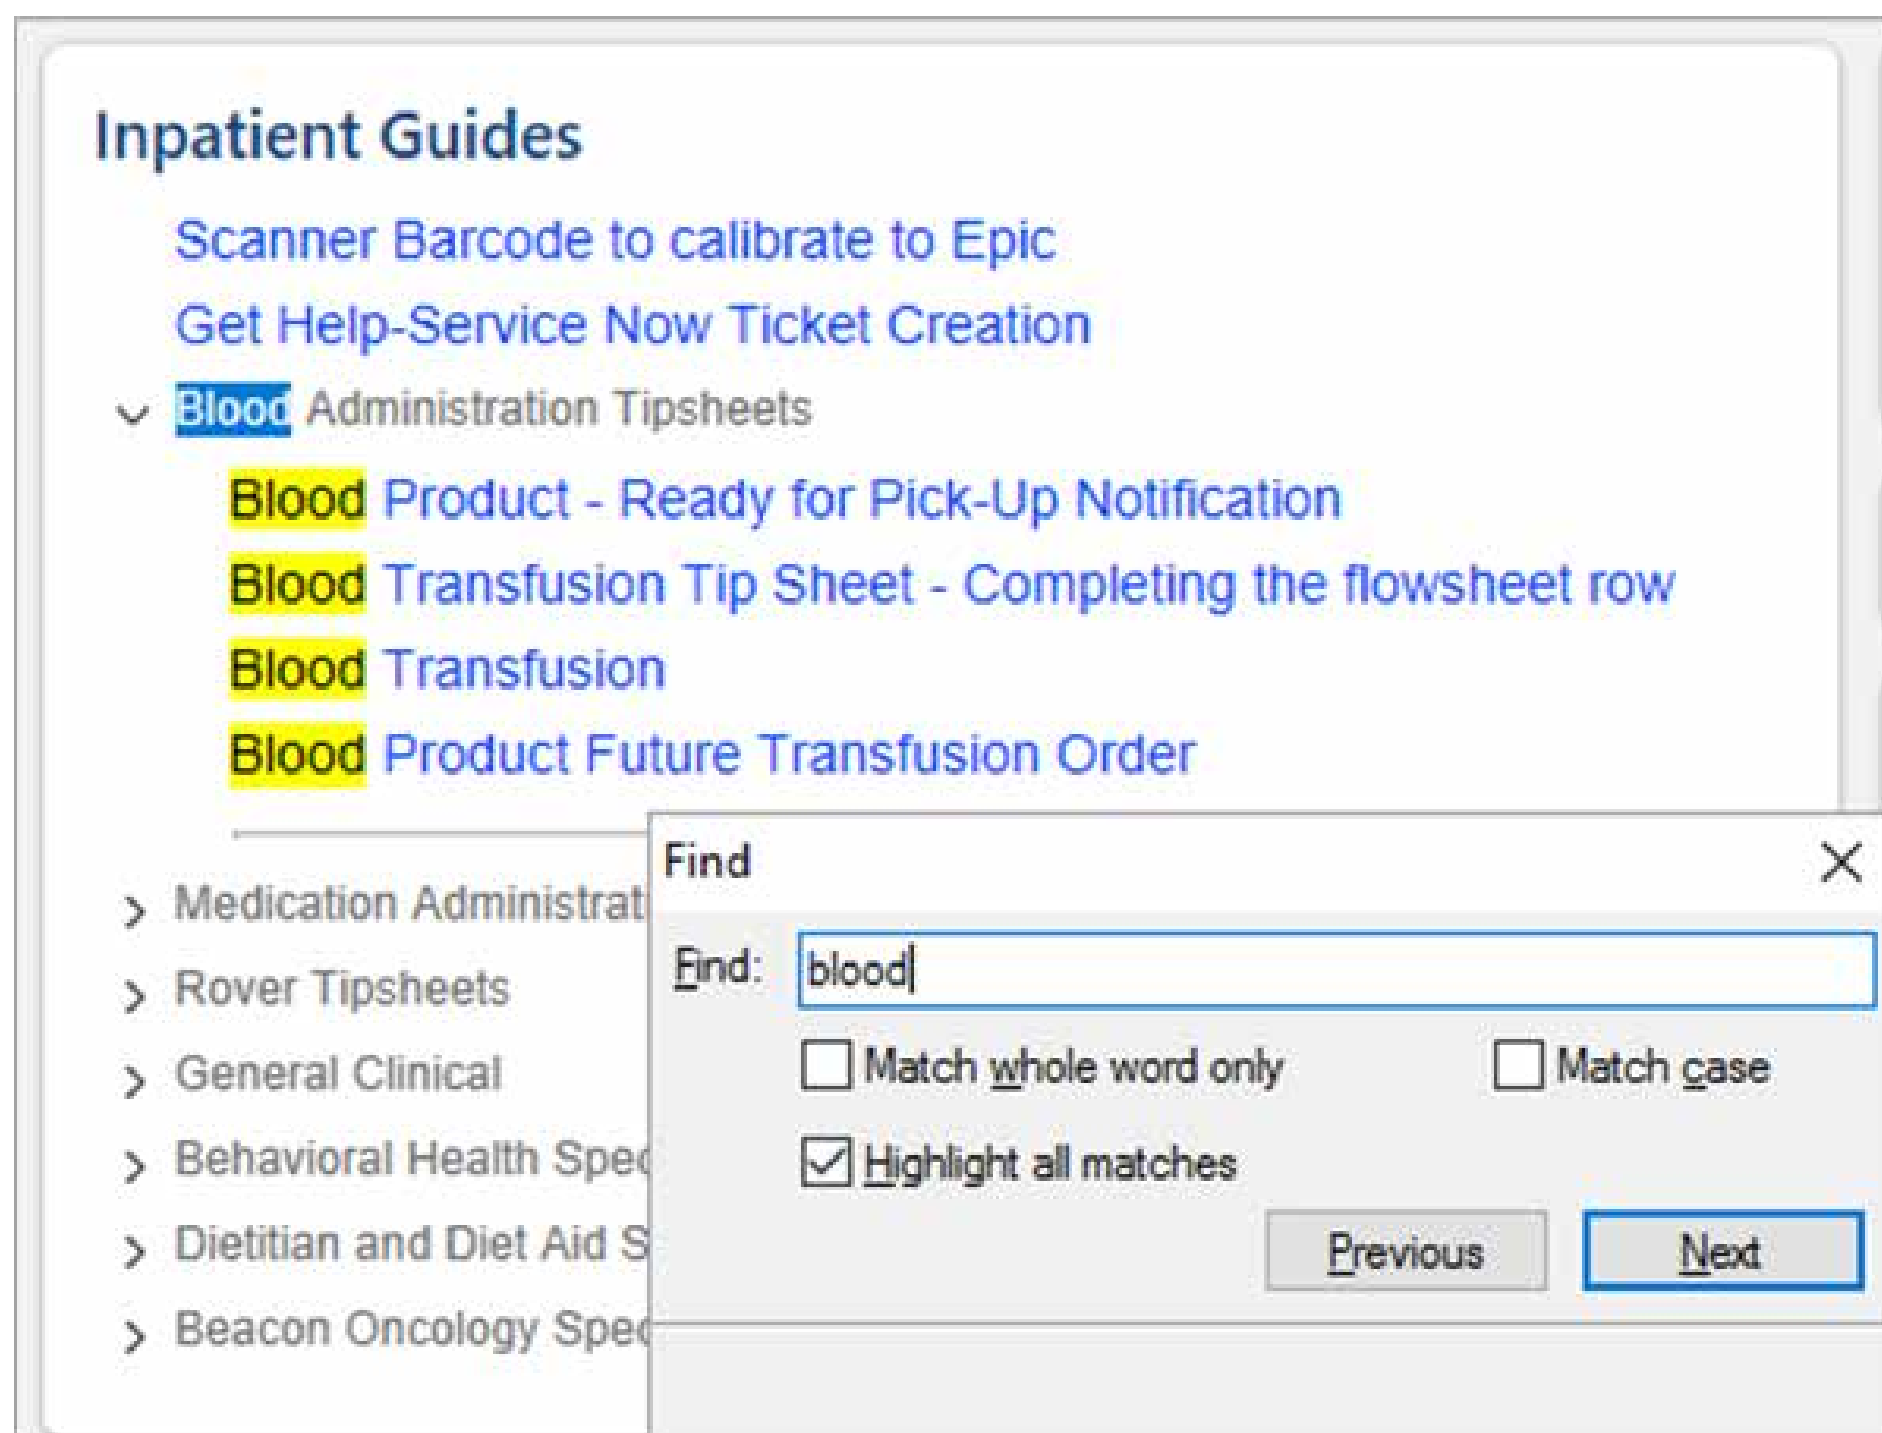 Inpatient Guides
Scanner Barcode to calibrate to Epic
Get Help-Service Now Ticket Creation
Blood Administration Tipsheets
Blood Product - Ready for Pick-Up Notification
Blood Transfusion Tip Sheet - Completing the flowsheet row
Blood Transfusion
Blood Product Future Transfusion Order
Medication
Rover Tipsheets
General Clinical
Behavioral Health
Dietitian and Diet Aid
Beacon Oncology
Find
Find: blood
Match whole word only Match case
Highlight all matches
Previous Next